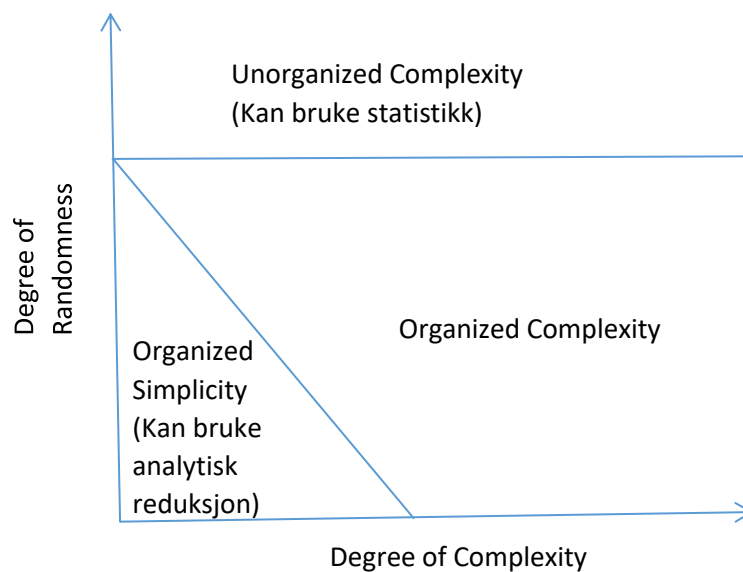 Unorganized Complexity
(Kan bruke statistikk)
Degree of
Randomness
Organized Complexity
Organized
Simplicity
(Kan bruke
analytisk
reduksjon)
Degree of Complexity